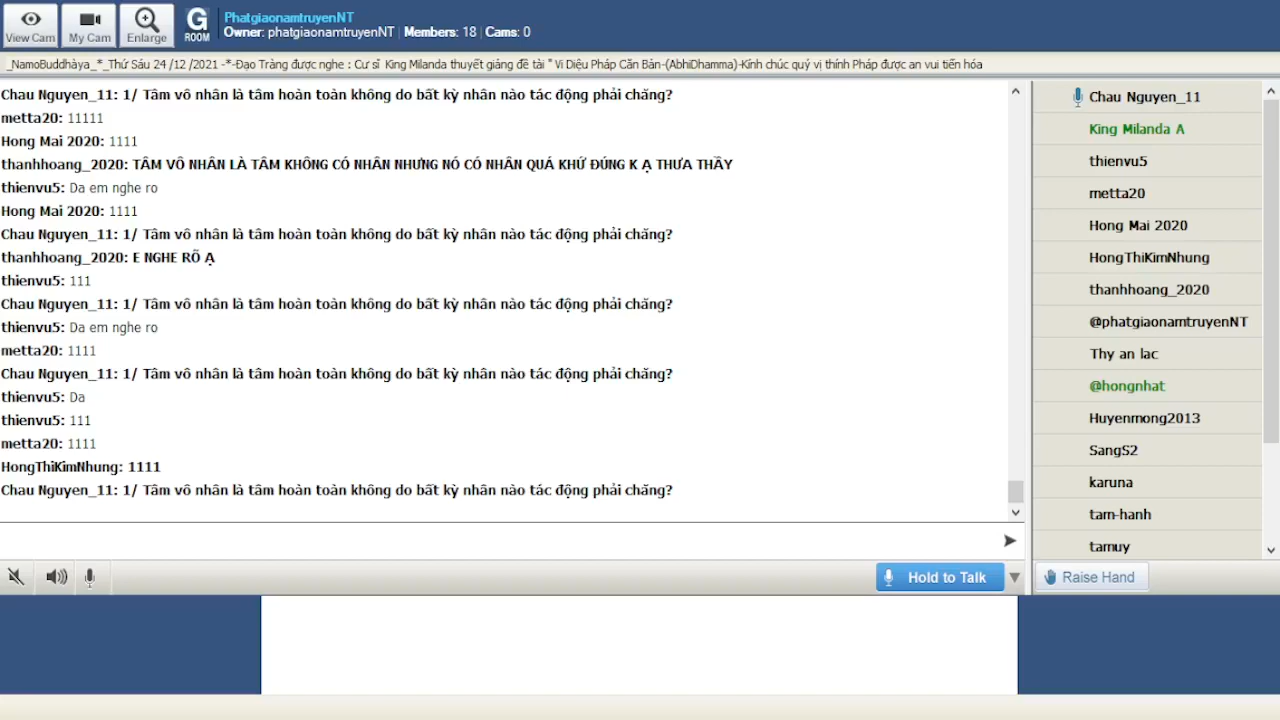 View Cam
My Cam
Enlarge
G
ROOM
PhatgiaonamtruyenNT
Owner: phatgiaonamtruyenNT | Members: 18 | Cams: 0
_NamoBuddhàya_*_Thứ Sáu 24 /12 /2021 -*-Đạo Tràng được nghe : Cư sĩ King Milanda thuyết giảng đề tài " Vi Diệu Pháp Căn Bản-(AbhiDhamma)-Kính chúc quý vị thính Pháp được an vui tiến hóa
Chau Nguyen_11: 1/ Tâm vô nhân là tâm hoàn toàn không do bất kỳ nhân nào tác động phải chăng?
metta20: 11111
Hong Mai 2020: 1111
thanhhoang_2020: TÂM VÔ NHÂN LÀ TÂM KHÔNG CÓ NHÂN NHƯNG NÓ CÓ NHÂN QUÁ KHỨ ĐÚNG K Ạ THƯA THẦY
thienvu5: Da em nghe ro
Hong Mai 2020: 1111
Chau Nguyen_11: 1/ Tâm vô nhân là tâm hoàn toàn không do bất kỳ nhân nào tác động phải chăng?
thanhhoang_2020: E NGHE RÕ Ạ
thienvu5: 111
Chau Nguyen_11: 1/ Tâm vô nhân là tâm hoàn toàn không do bất kỳ nhân nào tác động phải chăng?
thienvu5: Da em nghe ro
metta20: 1111
Chau Nguyen_11: 1/ Tâm vô nhân là tâm hoàn toàn không do bất kỳ nhân nào tác động phải chăng?
thienvu5: Da
thienvu5: 111
metta20: 1111
HongThiKimNhung: 1111
Chau Nguyen_11: 1/ Tâm vô nhân là tâm hoàn toàn không do bất kỳ nhân nào tác động phải chăng?
Chau Nguyen_11
King Milanda A
thienvu5
metta20
Hong Mai 2020
HongThiKimNhung
thanhhoang_2020
@phatgiaonamtruyenNT
Thy an lac
@hongnhat
Huyenmong2013
SangS2
karuna
tam-hanh
tamuy
Hold to Talk
Raise Hand